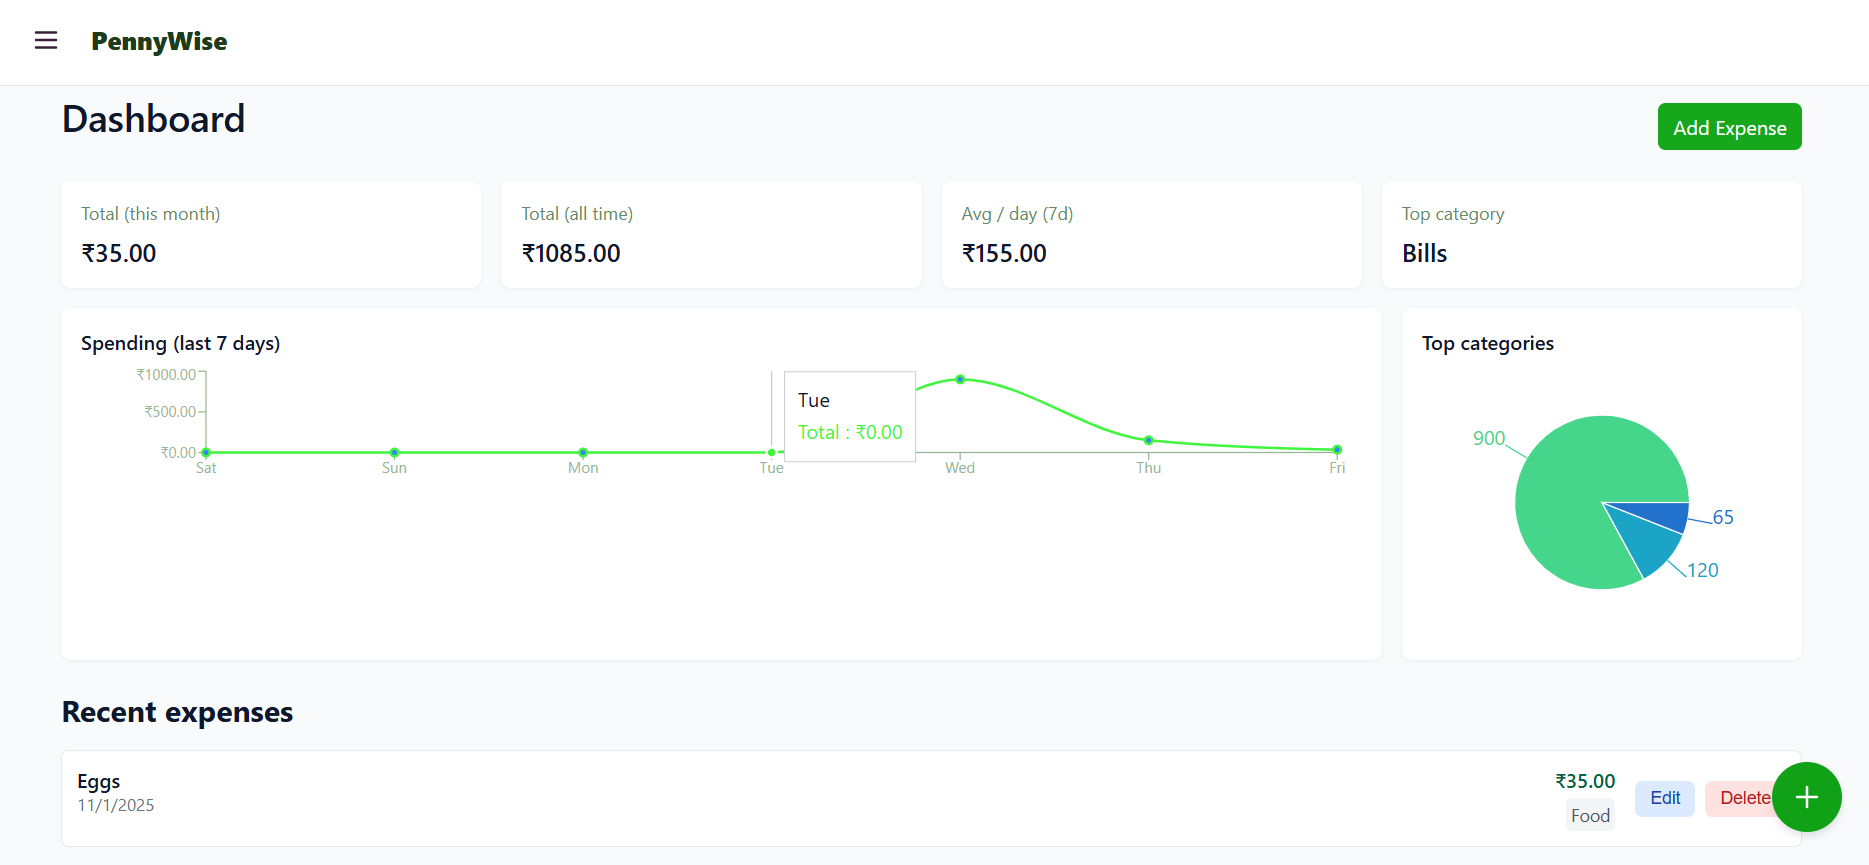 PennyWise
Dashboard
Add Expense
Total (this month)
₹35.00
Total (all time)
₹1085.00
Avg / day (7d)
₹155.00
Top category
Bills
Spending (last 7 days)
₹1000.00
₹500.00
₹0.00
Sat
Sun
Mon
Tue
Wed
Thu
Fri
Tue
Total : ₹0.00
Top categories
900
65
120
Recent expenses
Eggs
11/1/2025
₹35.00
Food
Edit
Delete
+